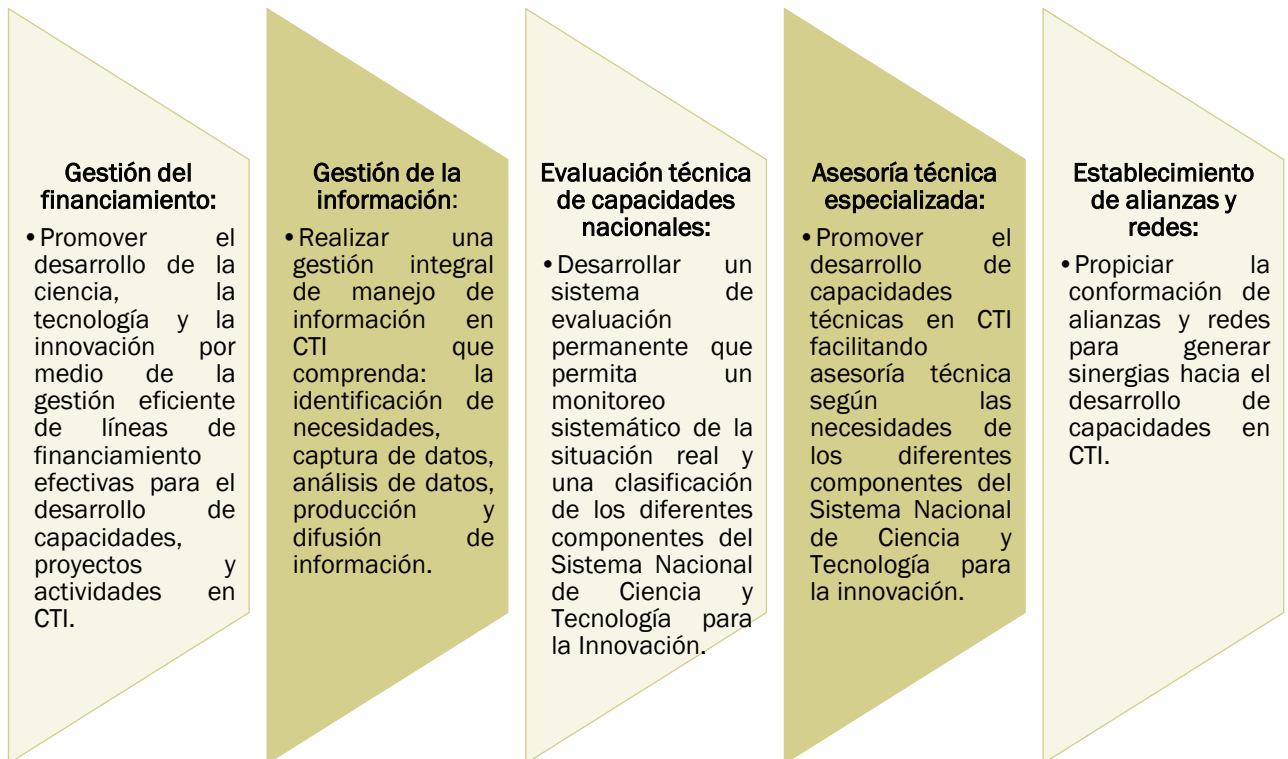 Gestión del
financiamiento:
•Promover el
desarrollo de la
ciencia, la
tecnología y la
innovación por
medio de la
gestión eficiente
de líneas de
financiamiento
efectivas para el
desarrollo de
capacidades,
proyectos y
actividades en
CTI.
Gestión de la
información:
•Realizar una
gestión integral
de manejo de
información en
CTI que
comprenda: la
identificación de
necesidades,
captura de datos,
análisis de datos,
producción y
difusión de
información.
Evaluación técnica
de capacidades
nacionales:
•Desarrollar un
sistema de
evaluación
permanente que
permita un
monitoreo
sistemático de la
situación real y
una clasificación
de los diferentes
componentes del
Sistema Nacional
de Ciencia y
Tecnología para
la Innovación.
Asesoría técnica
especializada:
•Promover el
desarrollo de
capacidades
técnicas en CTI
facilitando
asesoría técnica
según las
necesidades de
los diferentes
componentes del
Sistema Nacional
de Ciencia y
Tecnología para
la innovación.
Establecimiento
de alianzas y
redes:
•Propiciar la
conformación de
alianzas y redes
para generar
sinergias hacia el
desarrollo de
capacidades en
CTI.